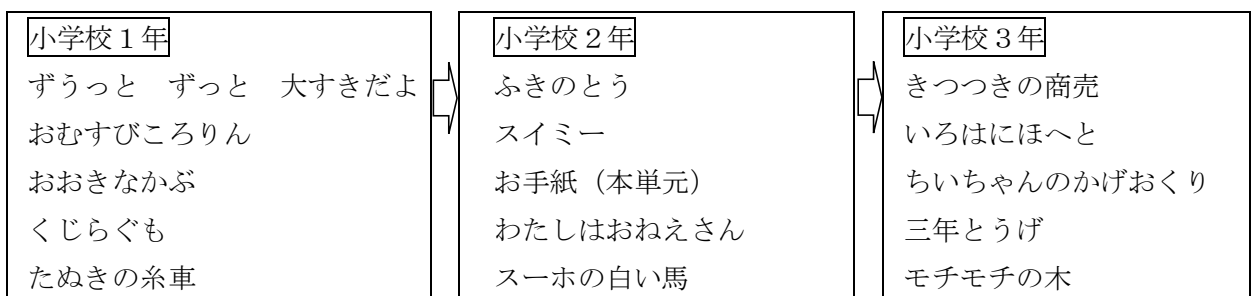 小学校１年
ずうっと　ずっと　大すきだよ
おむすびころりん
おおきなかぶ
くじらぐも
たぬきの糸車
小学校２年
ふきのとう
スイミー
お手紙（本単元）
わたしはおねえさん
スーホの白い馬
小学校３年
きつつきの商売
いろはにほへと
ちいちゃんのかげおくり
三年とうげ
モチモチの木